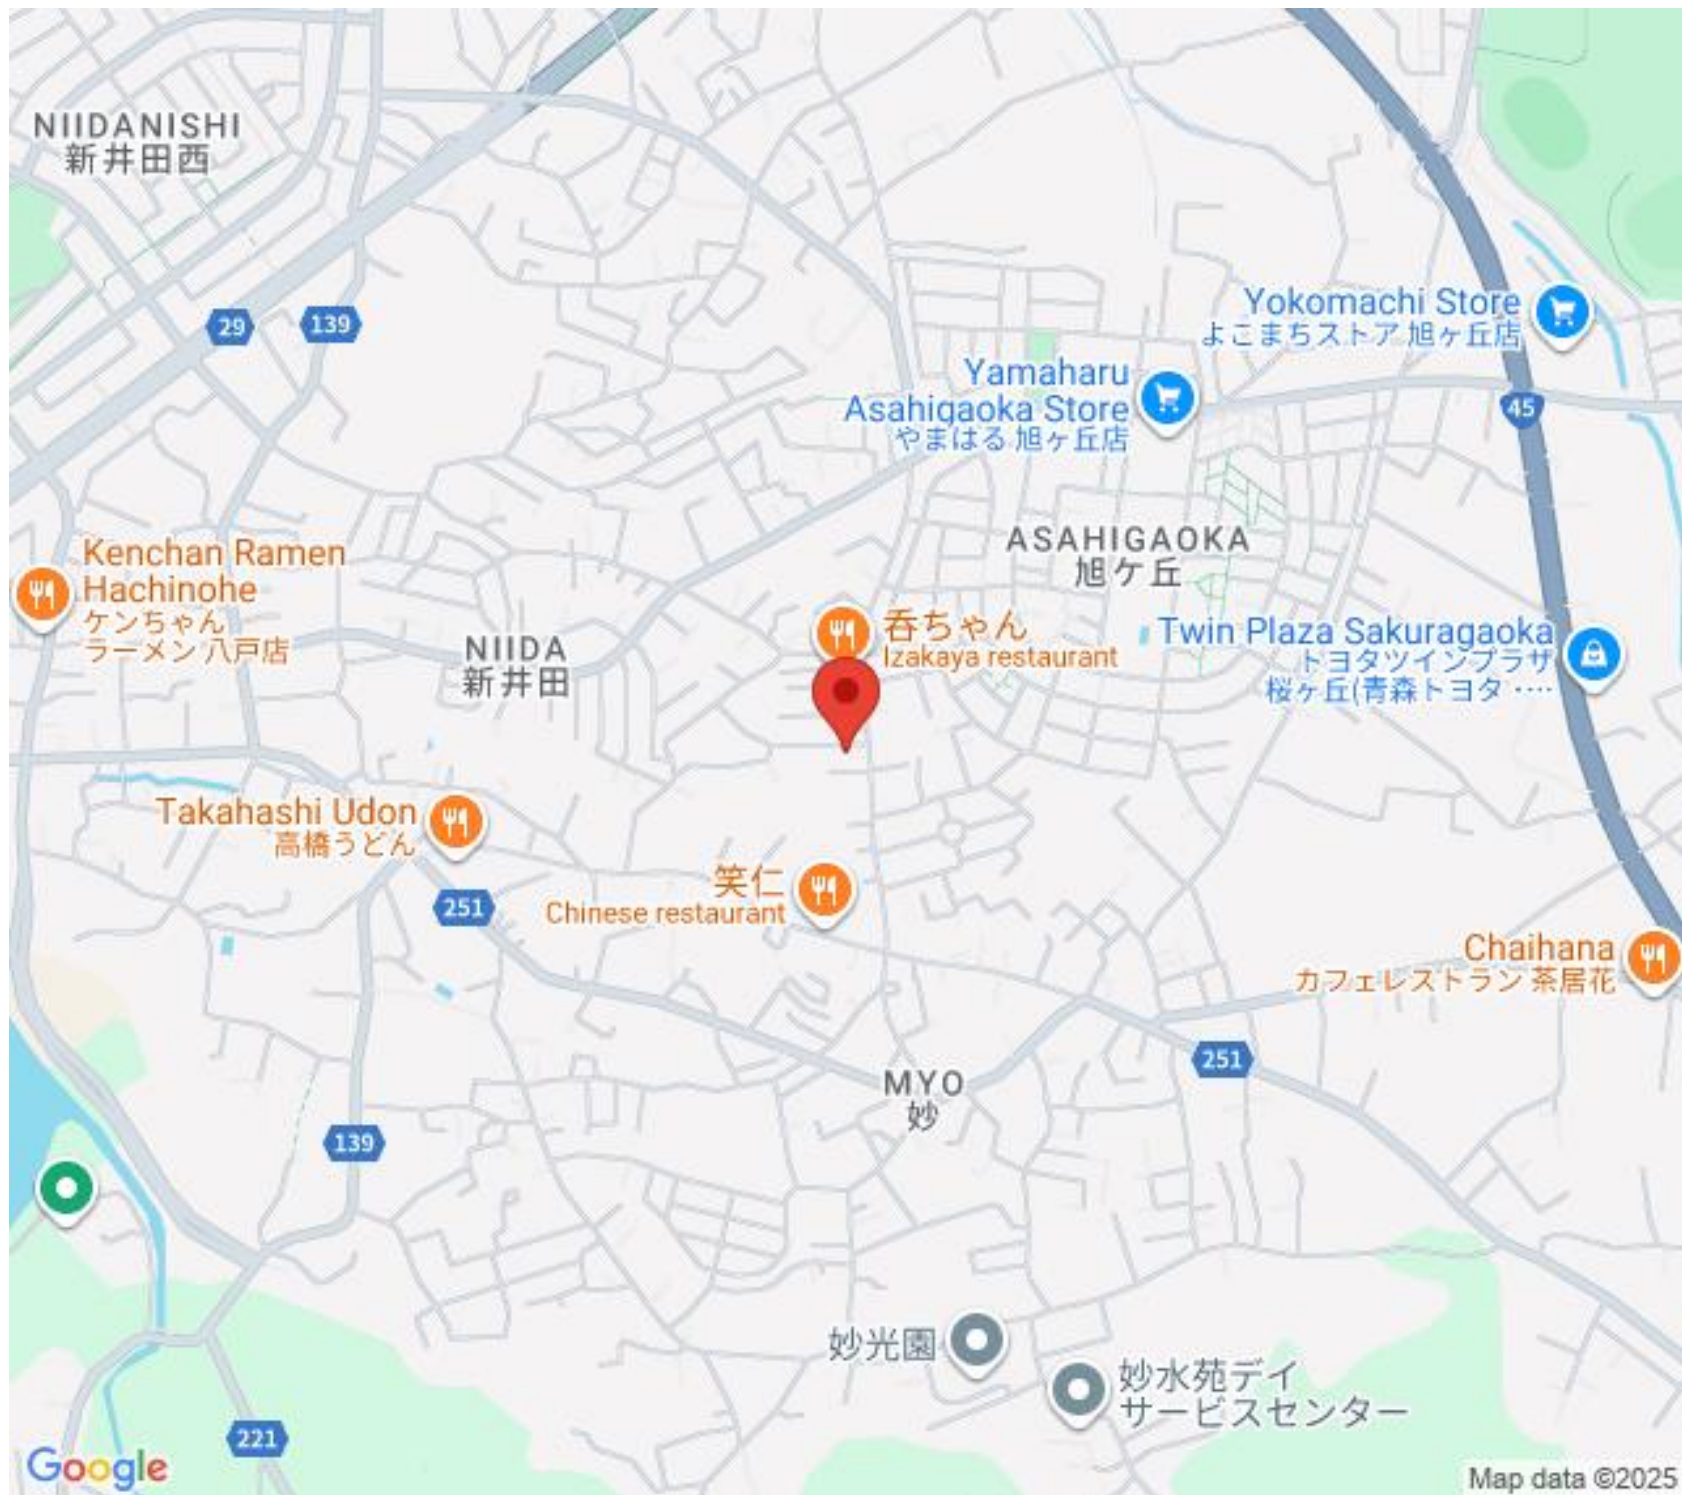 NIIDANISHI
新井田西
29
139
Yokomachi Store
よこまちストア 旭ヶ丘店
Yamaharu
Asahigaoka Store
やまはる 旭ヶ丘店
45
Kenchan Ramen
Hachinohe
ケンちゃん
ラーメン 八戸店
ASAHIGAOKA
旭ケ丘
NIIDA
新井田
呑ちゃん
Izakaya restaurant
Twin Plaza Sakuragaoka
トヨタツインプラザ
桜ヶ丘(青森トヨタ ····
Takahashi Udon
高橋うどん
251
笑仁
Chinese restaurant
Chaihana
カフェレストラン 茶居花
251
MYO
妙
139
妙光園
妙水苑デイ
サービスセンター
221
Google
Map data ©2025